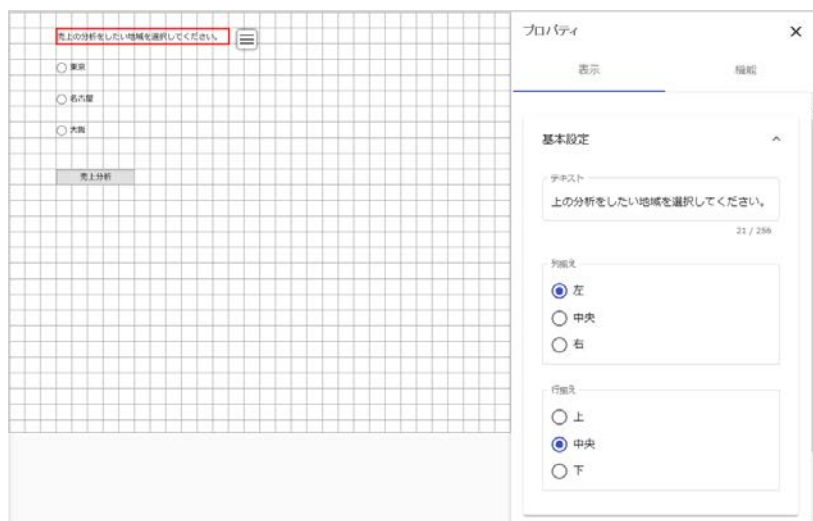 売上の分析をしたい地域を選択してください。
東京
名古屋
大阪
売上分析
プロパティ
表示
機能
基本設定
テキスト
上の分析をしたい地域を選択してください。
21 / 256
列揃え
左
中央
右
行揃え
上
中央
下